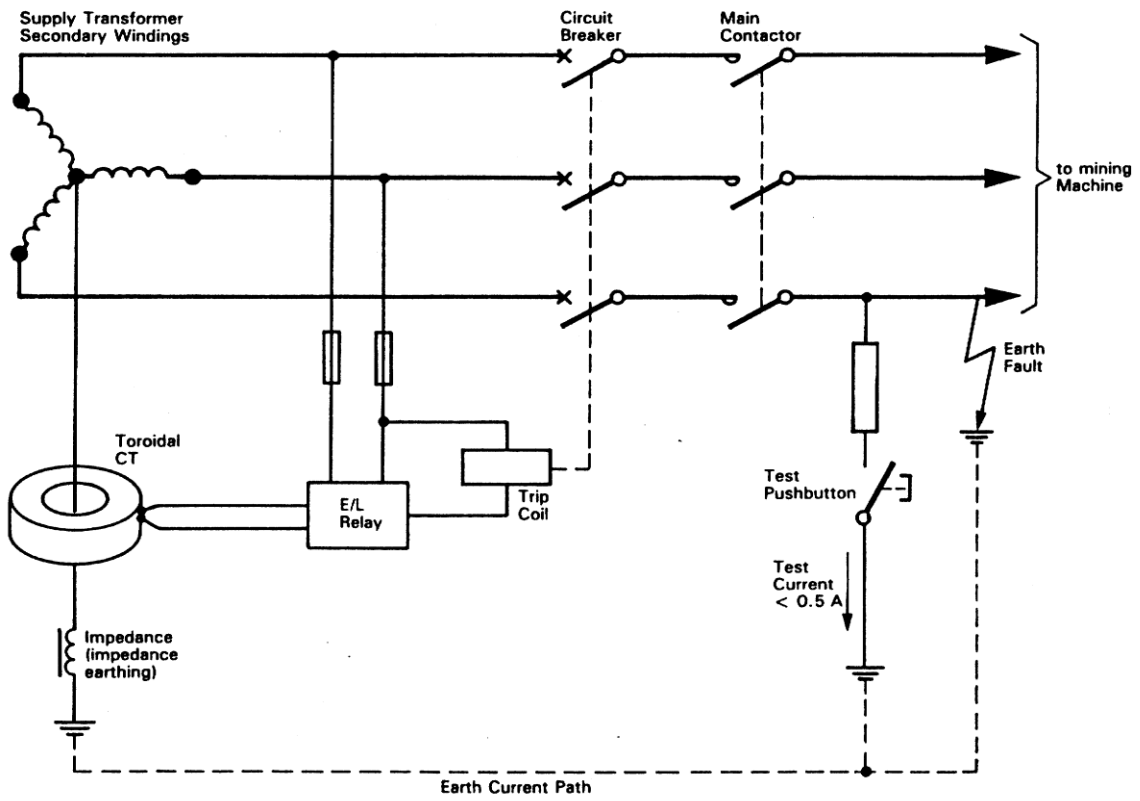 Supply Transformer
Secondary Windings
Circuit
Breaker
Main
Contactor
to mining
Machine
Earth
Fault
Toroidal
CT
E/L
Relay
Trip
Coil
Test
Pushbutton
Test
Current
< 0.5 A
Impedance
(impedance
earthing)
Earth Current Path